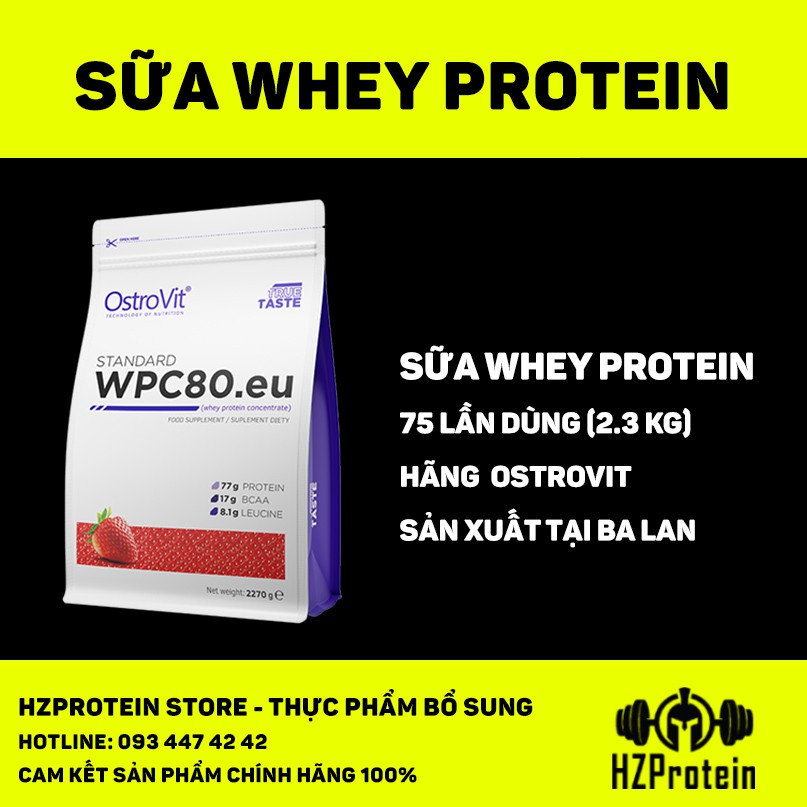 SỮA WHEY PROTEIN
OPEN HERE
OstroVit®
TECHNOLOGY OF NUTRITION
TRUE
TASTE
STANDARD
WPC80.eu
(whey protein concentrate)
FOOD SUPPLEMENT / SUPLEMENT DIETY
77g PROTEIN
17g BCAA
8.1g LEUCINE
TASTE
Net weight: 2270 g ℮
SỮA WHEY PROTEIN
75 LẦN DÙNG (2.3 KG)
HÃNG OSTROVIT
SẢN XUẤT TẠI BA LAN
HZPROTEIN STORE - THỰC PHẨM BỔ SUNG
HOTLINE: 093 447 42 42
CAM KẾT SẢN PHẨM CHÍNH HÃNG 100%
HZProtein